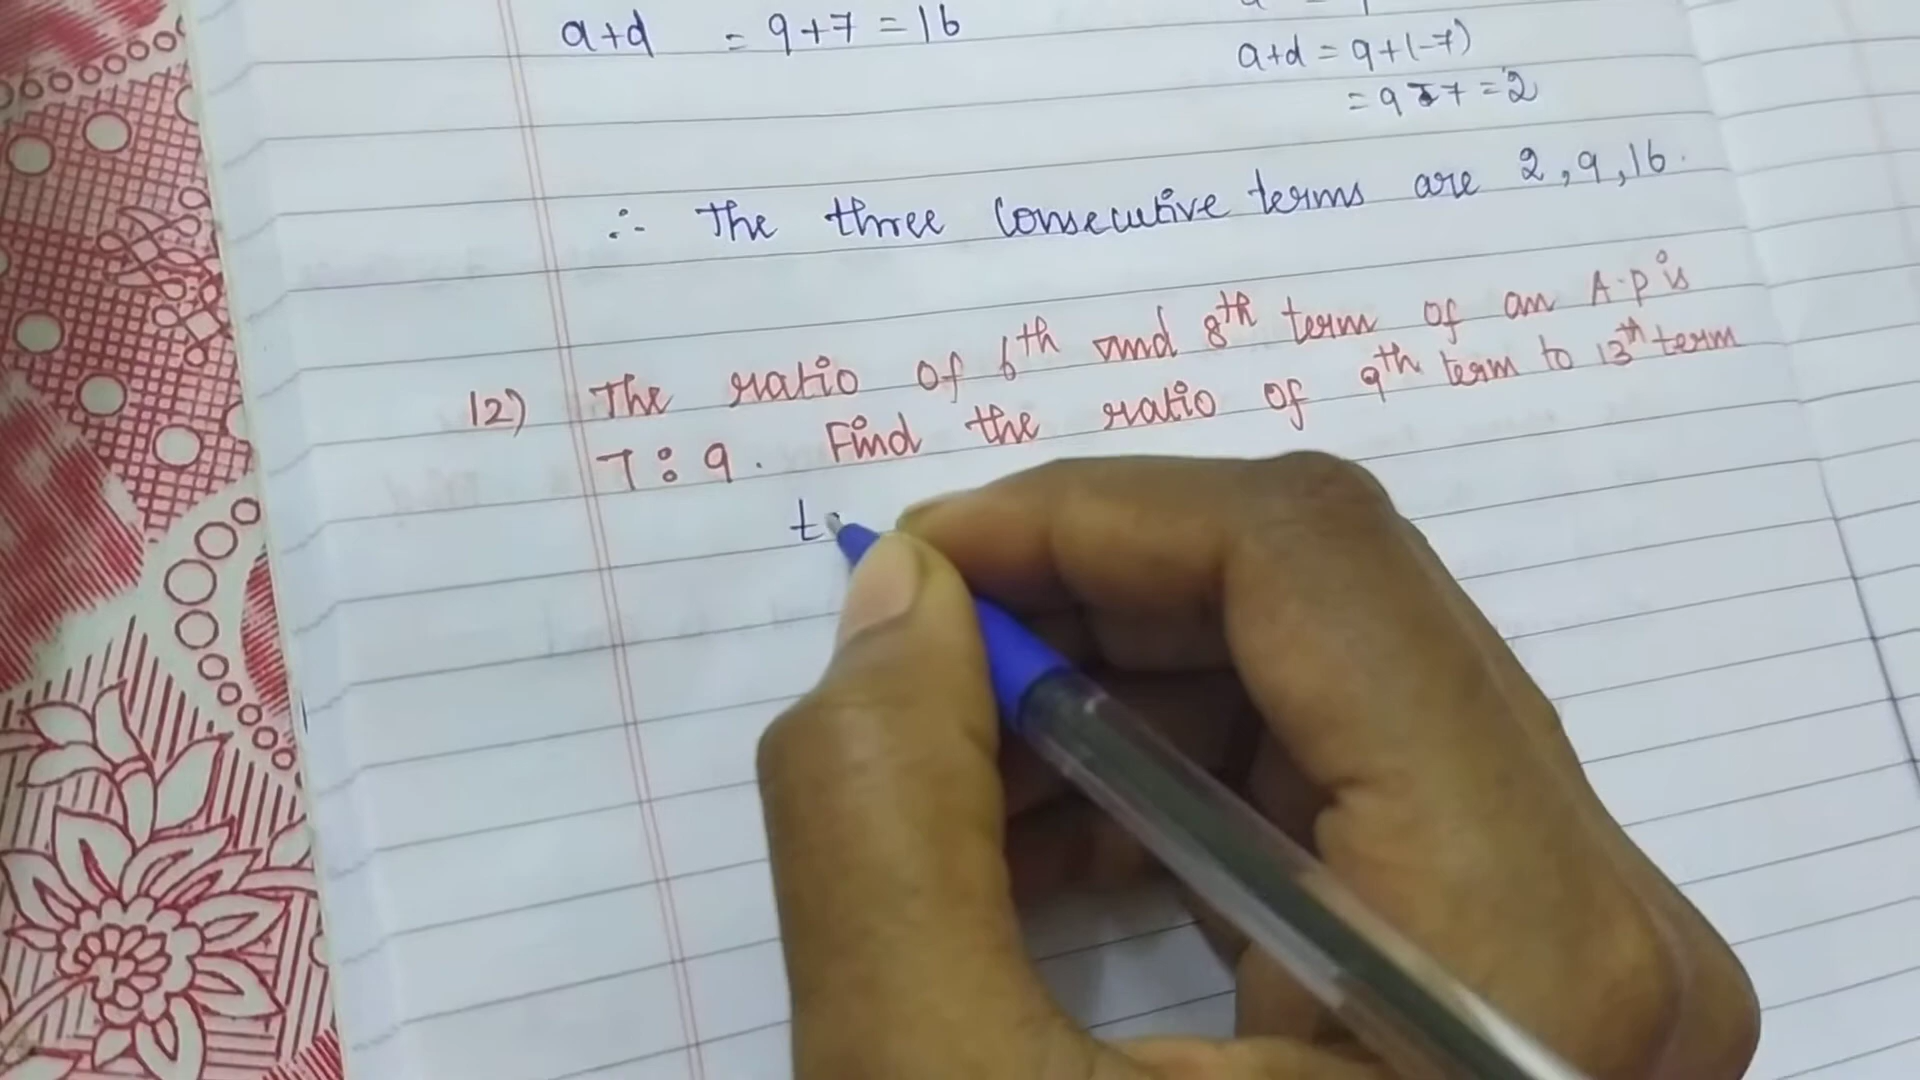 a+d = 9+7 = 16
a+d = 9+(-7)
= 9-7 = 2
∴ The three Consecutive terms are 2, 9, 16.
12) The ratio of 6th and 8th term of an A.P is
7:9. Find the ratio of 9th term to 13th term
t